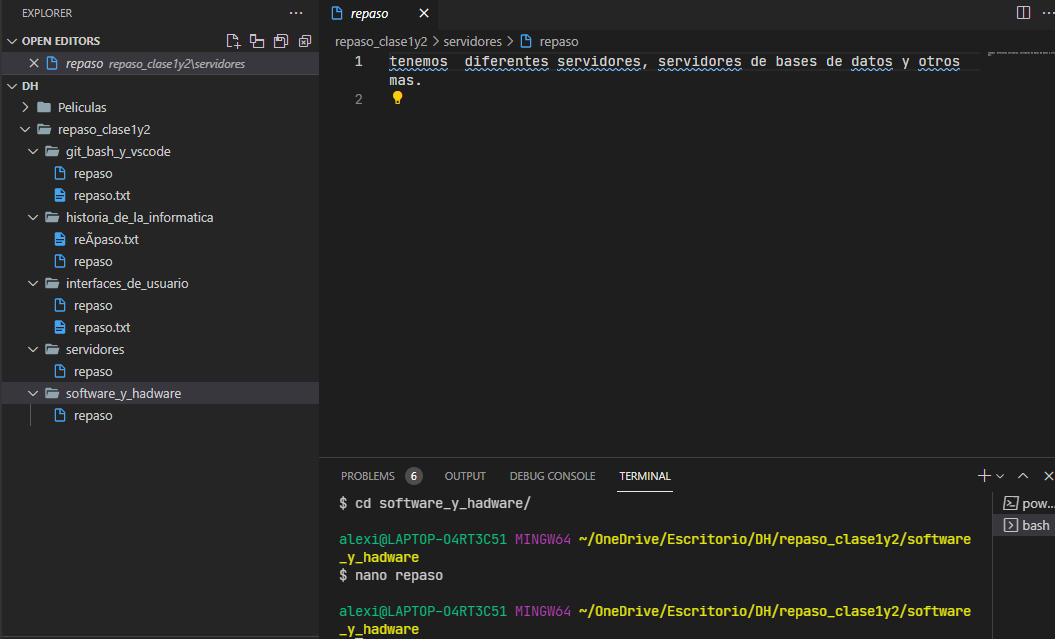 EXPLORER
OPEN EDITORS
repaso repaso_clase1y2\servidores
DH
Peliculas
repaso_clase1y2
git_bash_y_vscode
repaso
repaso.txt
historia_de_la_informatica
reÃpaso.txt
repaso
interfaces_de_usuario
repaso
repaso.txt
servidores
repaso
software_y_hadware
repaso
repaso
repaso_clase1y2 > servidores > repaso
1 tenemos  diferentes servidores, servidores de bases de datos y otros
mas.
2
PROBLEMS 6 OUTPUT DEBUG CONSOLE TERMINAL
$ cd software_y_hadware/
alexi@LAPTOP-O4RT3C51 MINGW64 ~/OneDrive/Escritorio/DH/repaso_clase1y2/software
_y_hadware
$ nano repaso
alexi@LAPTOP-O4RT3C51 MINGW64 ~/OneDrive/Escritorio/DH/repaso_clase1y2/software
_y_hadware
pow...
bash